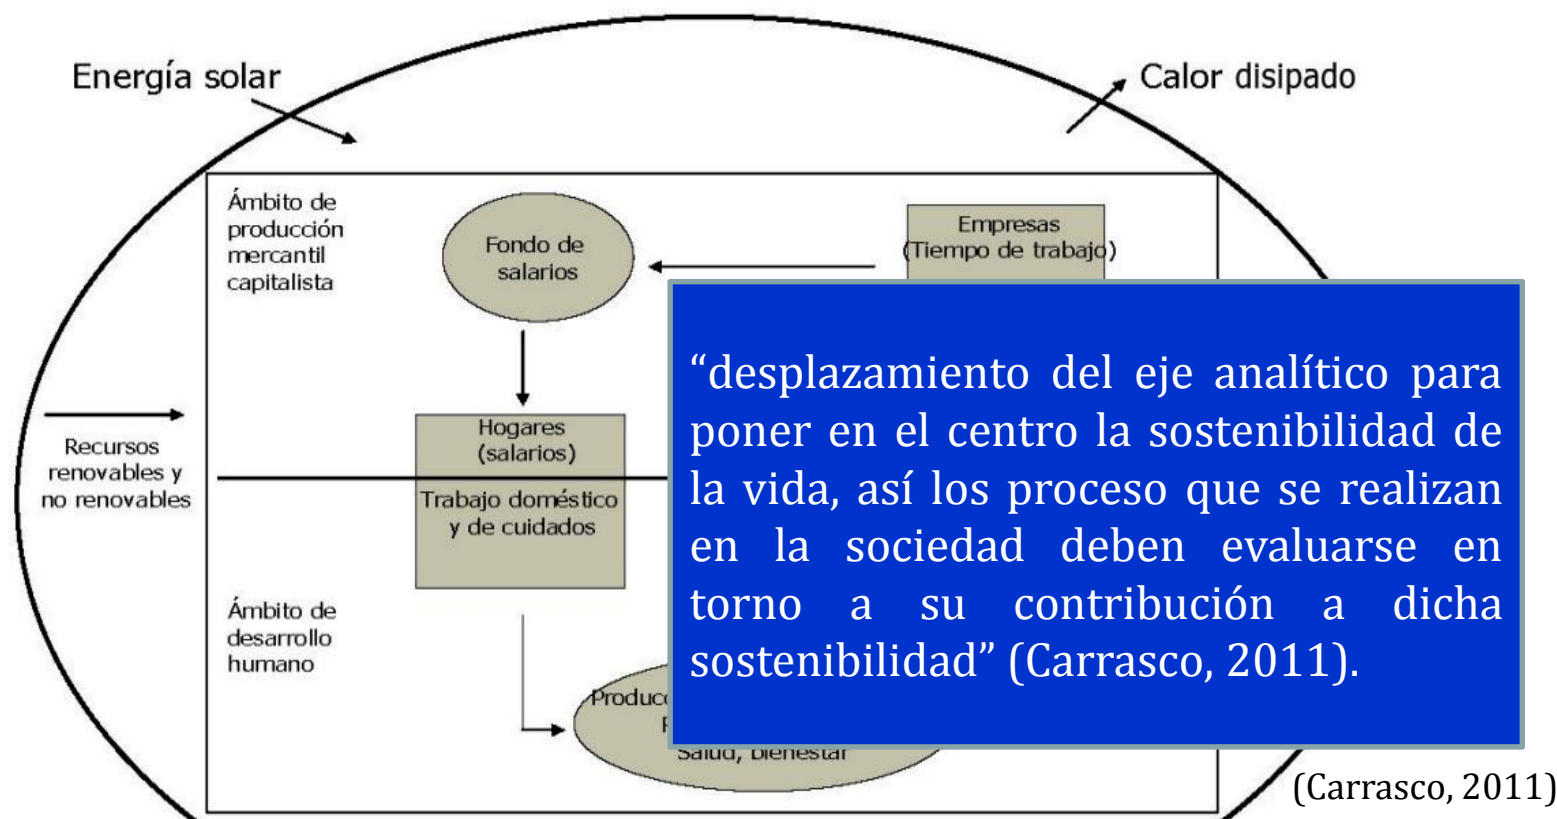 Energía solar
Calor disipado
Ámbito de
producción
mercantil
capitalista
Fondo de
salarios
Empresas
(Tiempo de trabajo)
“desplazamiento del eje analítico para
poner en el centro la sostenibilidad de
la vida, así los proceso que se realizan
en la sociedad deben evaluarse en
torno a su contribución a dicha
sostenibilidad” (Carrasco, 2011).
Recursos
renovables y
no renovables
Hogares
(salarios)
Trabajo doméstico
y de cuidados
Ámbito de
desarrollo
humano
Salud, bienestar
(Carrasco, 2011)